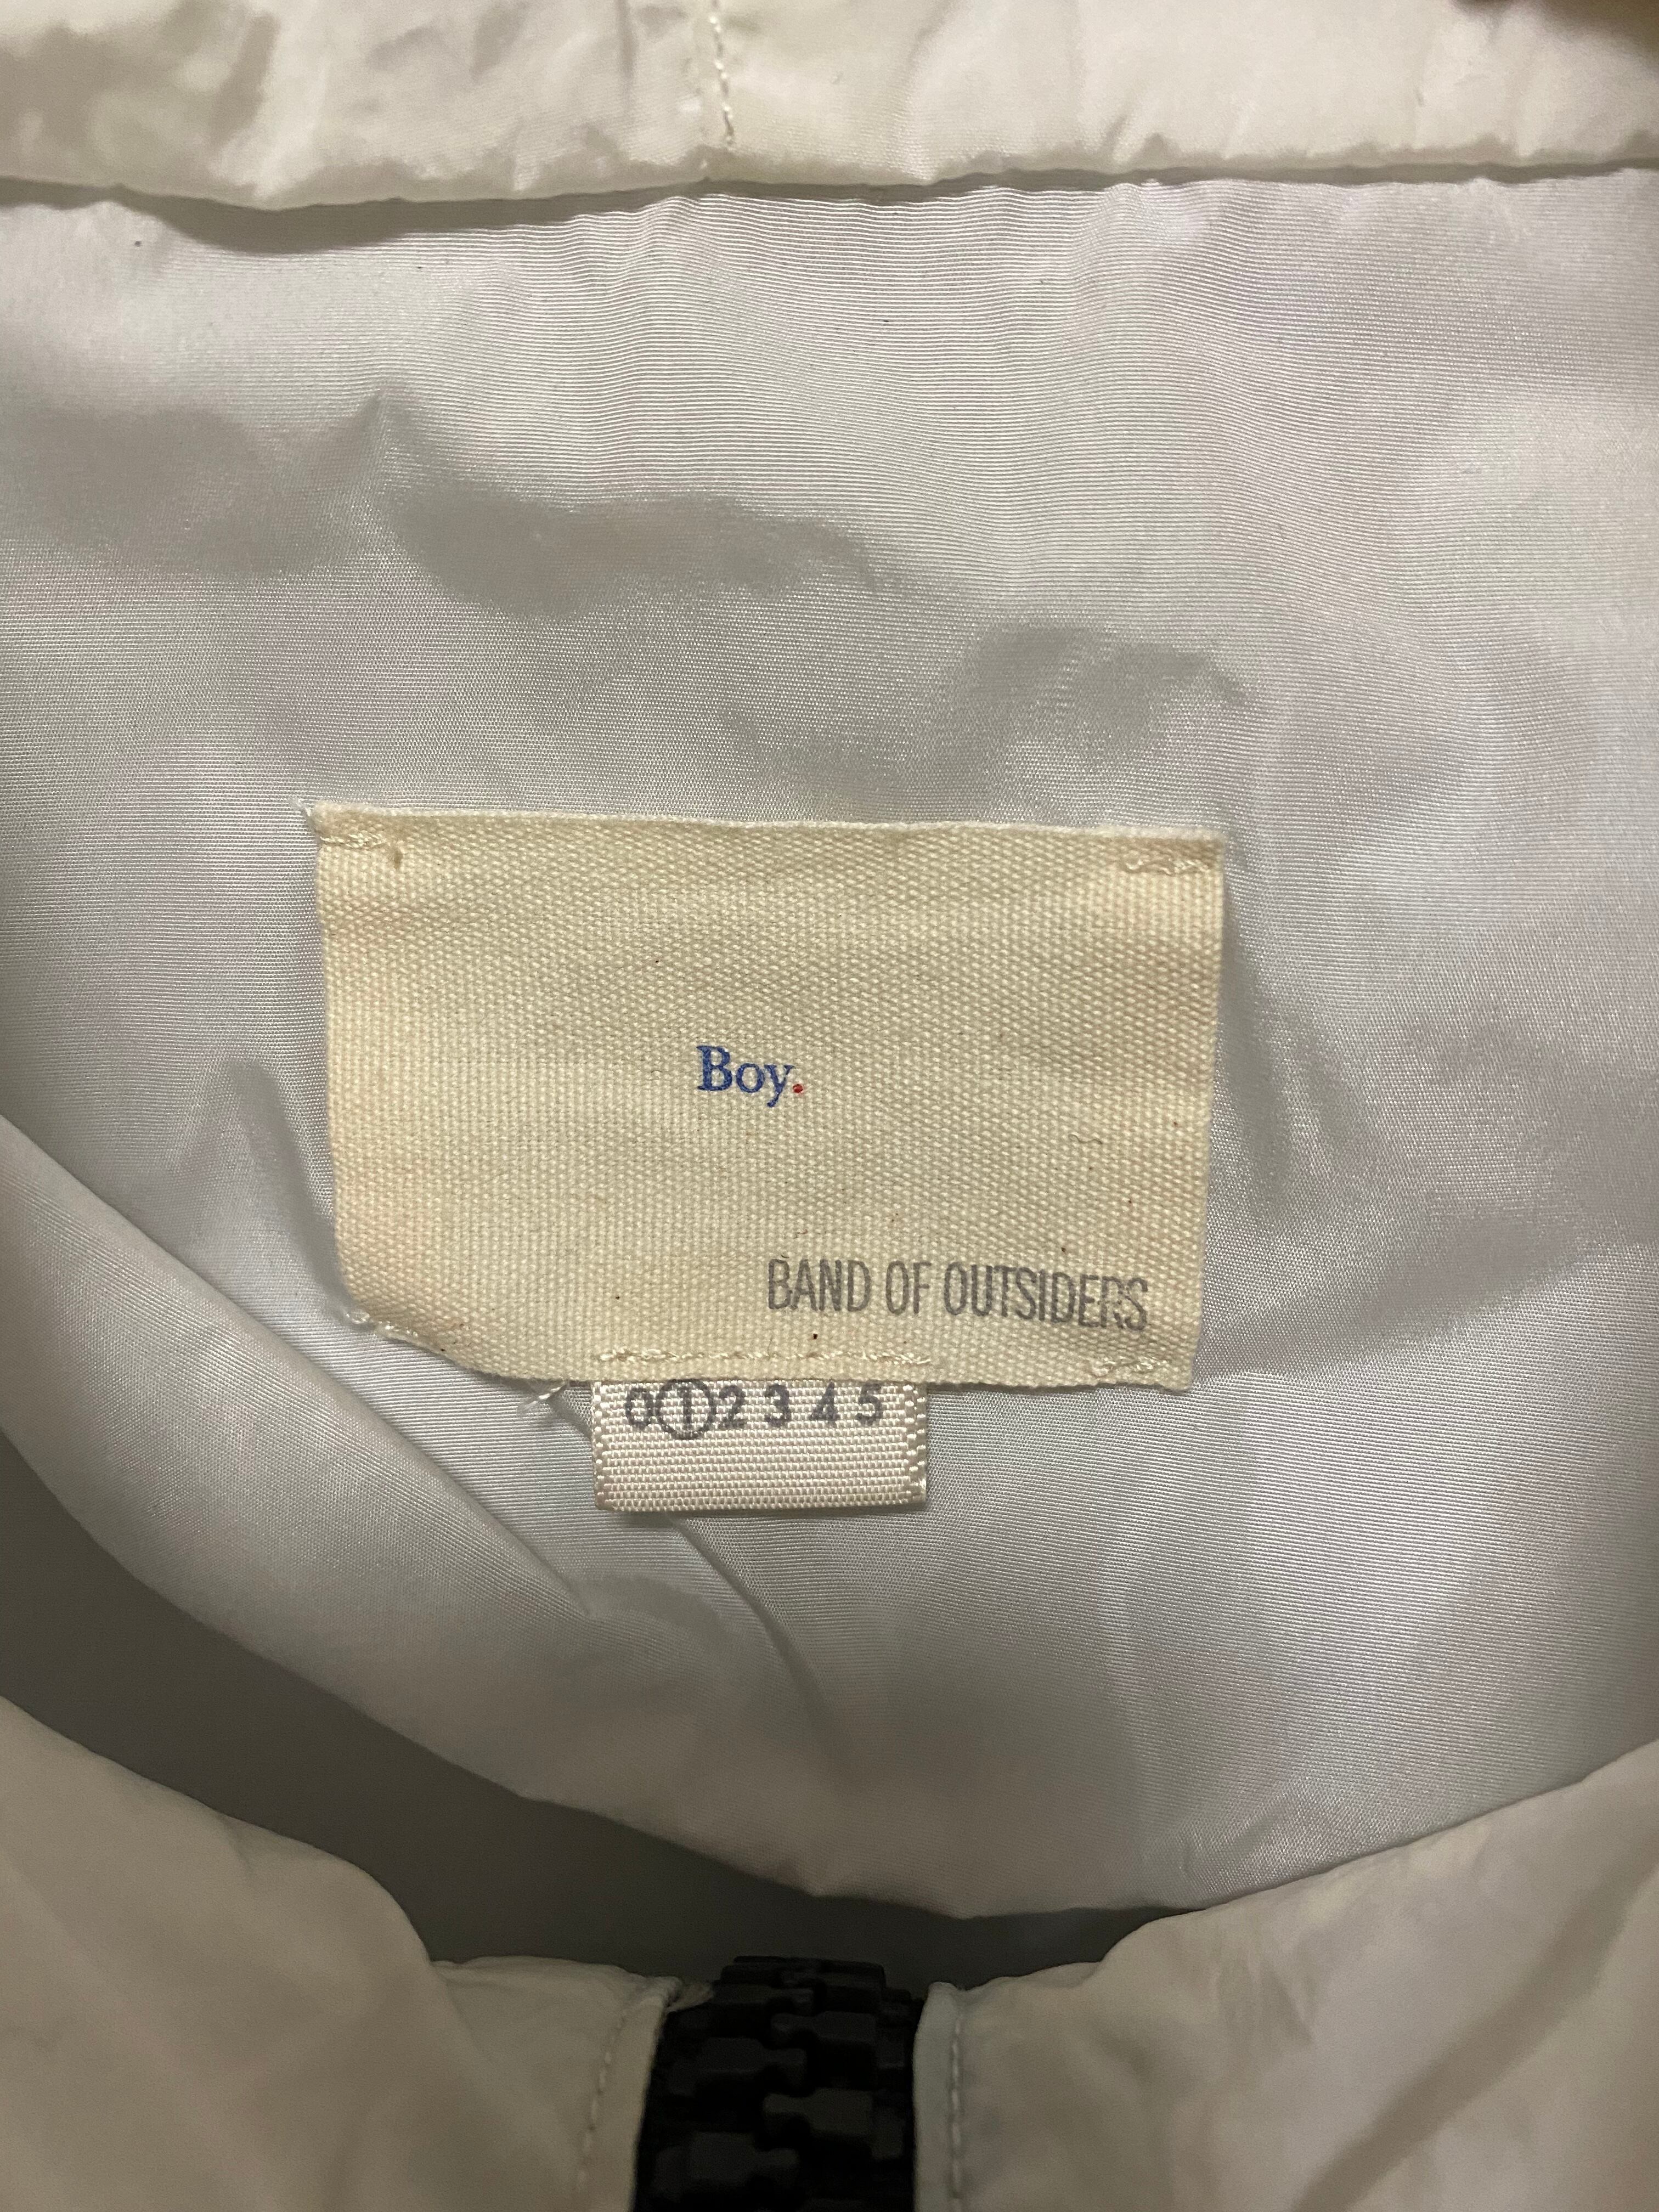 Boy.
BAND OF OUTSIDERS
0 1 2 3 4 5